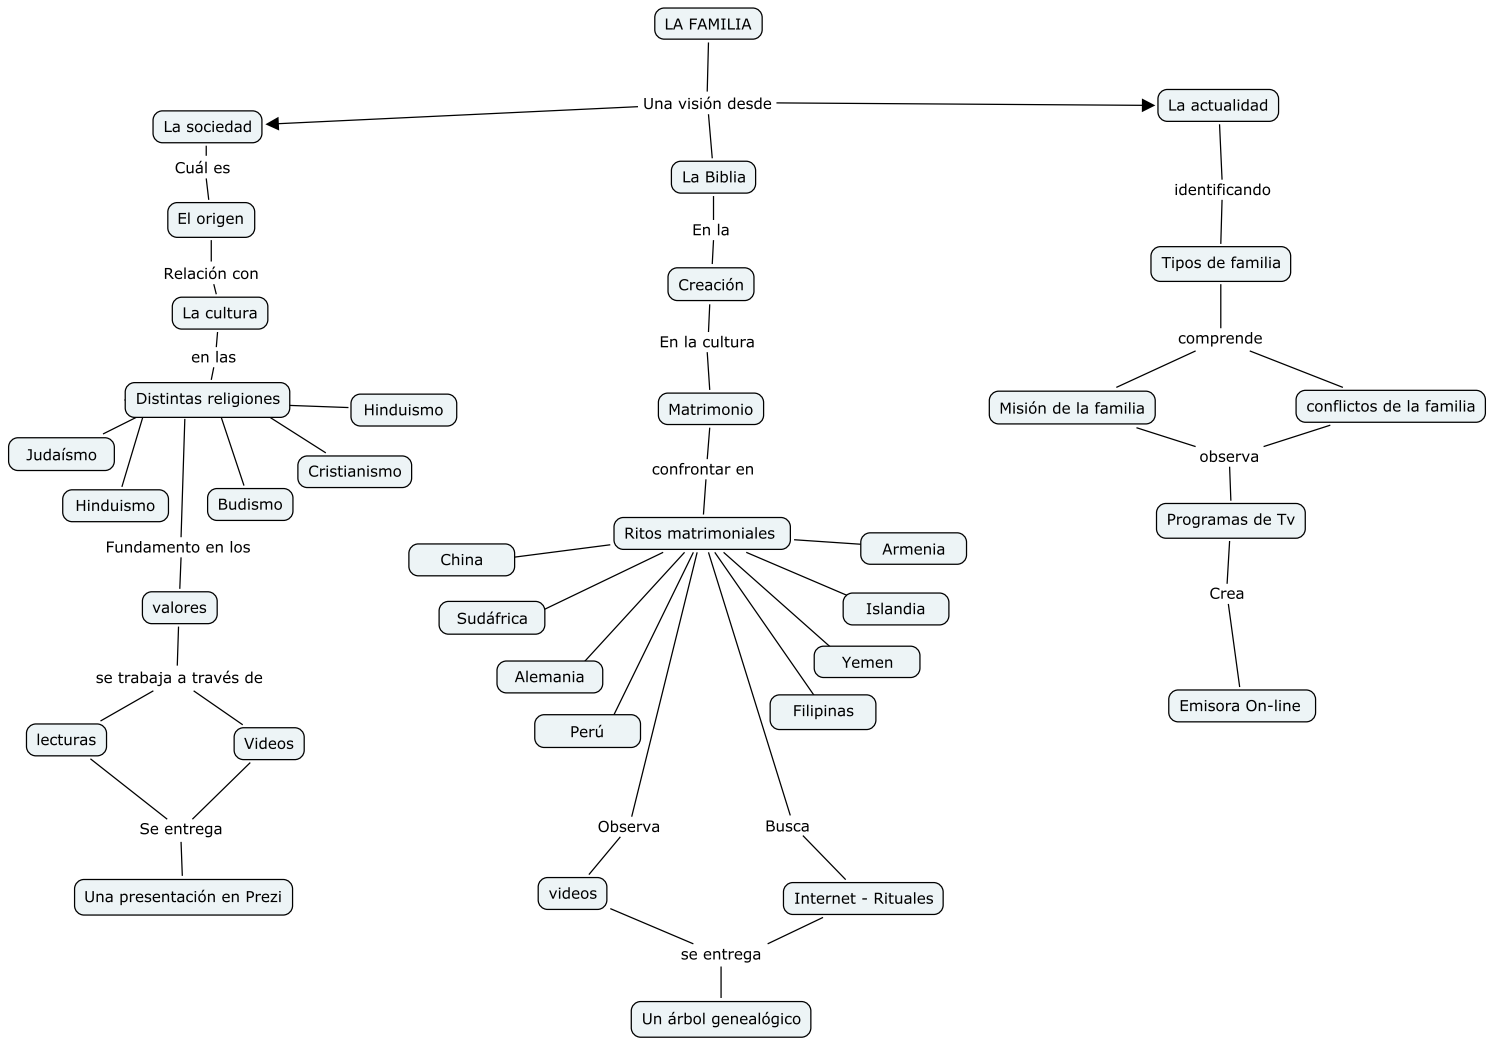 LA FAMILIA
Una visión desde
La sociedad
Cuál es
El origen
Relación con
La cultura
en las
Distintas religiones
Hinduismo
Judaísmo
Cristianismo
Hinduismo
Budismo
Fundamento en los
valores
se trabaja a través de
lecturas
Videos
Se entrega
Una presentación en Prezi
La Biblia
En la
Creación
En la cultura
Matrimonio
confrontar en
Ritos matrimoniales
China
Armenia
Sudáfrica
Islandia
Alemania
Yemen
Perú
Filipinas
Observa
Busca
videos
Internet - Rituales
se entrega
Un árbol genealógico
La actualidad
identificando
Tipos de familia
comprende
Misión de la familia
conflictos de la familia
observa
Programas de Tv
Crea
Emisora On-line